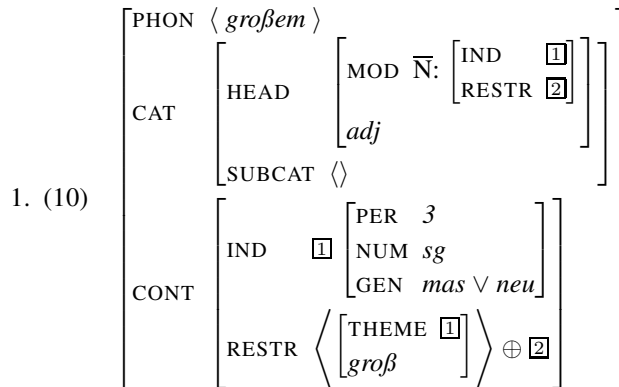 PHON ⟨ großem ⟩
MOD N̅: IND 1
RESTR 2
HEAD
CAT
adj
SUBCAT ⟨⟩
1. (10)
PER 3
IND 1 NUM sg
GEN mas ∨ neu
CONT
THEME 1
RESTR ⟨ ⟩ ⊕ 2
groß